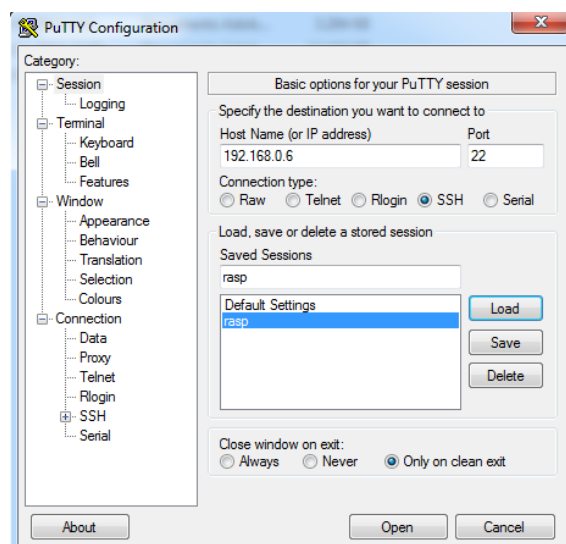 PuTTY Configuration
Category:
Session
Logging
Terminal
Keyboard
Bell
Features
Window
Appearance
Behaviour
Translation
Selection
Colours
Connection
Data
Proxy
Telnet
Rlogin
SSH
Serial
Basic options for your PuTTY session
Specify the destination you want to connect to
Host Name (or IP address) Port
192.168.0.6 22
Connection type:
Raw Telnet Rlogin SSH Serial
Load, save or delete a stored session
Saved Sessions
rasp
Default Settings
rasp
Load
Save
Delete
Close window on exit:
Always Never Only on clean exit
About Open Cancel